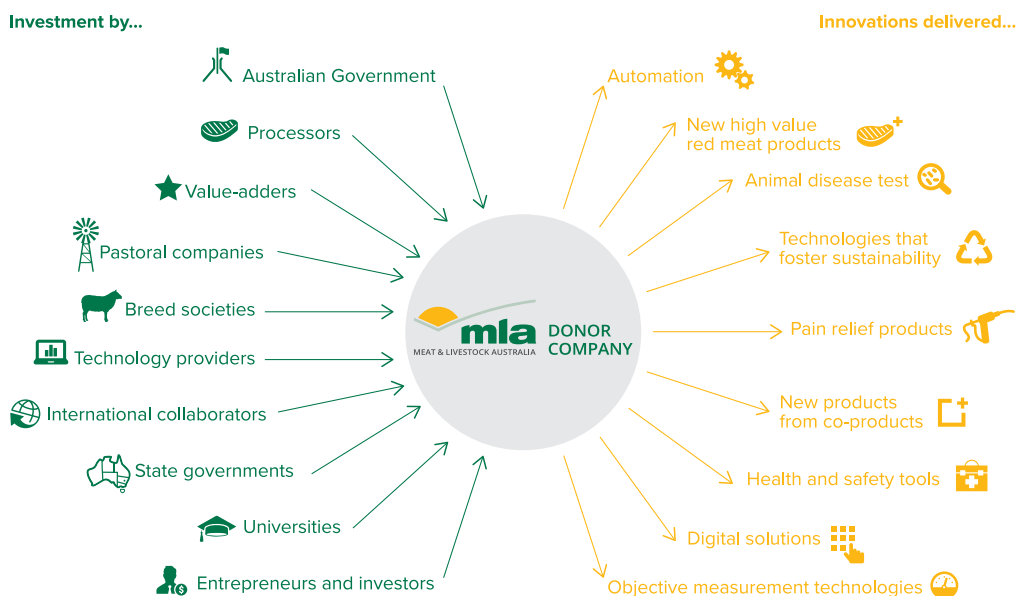 Investment by...
Australian Government
Processors
Value-adders
Pastoral companies
Breed societies
Technology providers
International collaborators
State governments
Universities
Entrepreneurs and investors
mla
MEAT & LIVESTOCK AUSTRALIA
DONOR
COMPANY
Innovations delivered...
Automation
New high value
red meat products
Animal disease test
Technologies that
foster sustainability
Pain relief products
New products
from co-products
Health and safety tools
Digital solutions
Objective measurement technologies